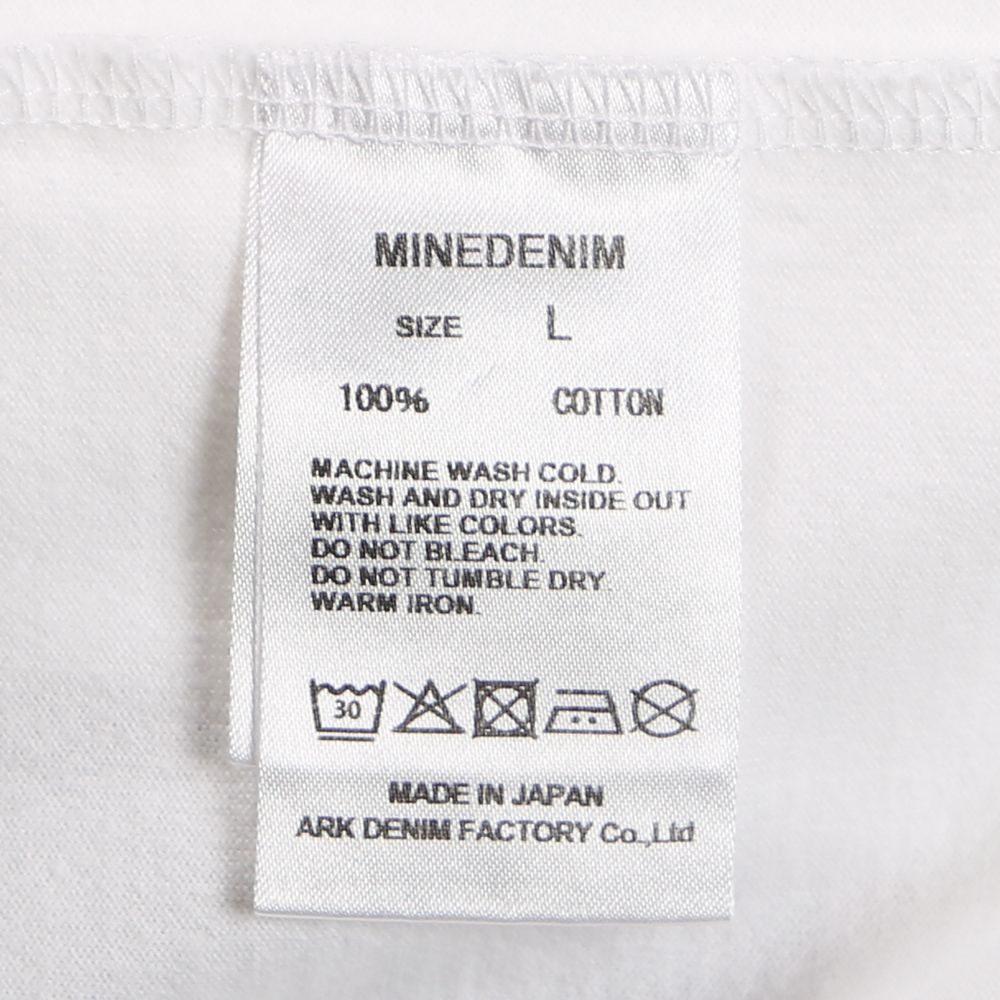 MINEDENIM
SIZE L
100% COTTON
MACHINE WASH COLD.
WASH AND DRY INSIDE OUT
WITH LIKE COLORS.
DO NOT BLEACH.
DO NOT TUMBLE DRY.
WARM IRON.
30
MADE IN JAPAN
ARK DENIM FACTORY Co.,Ltd